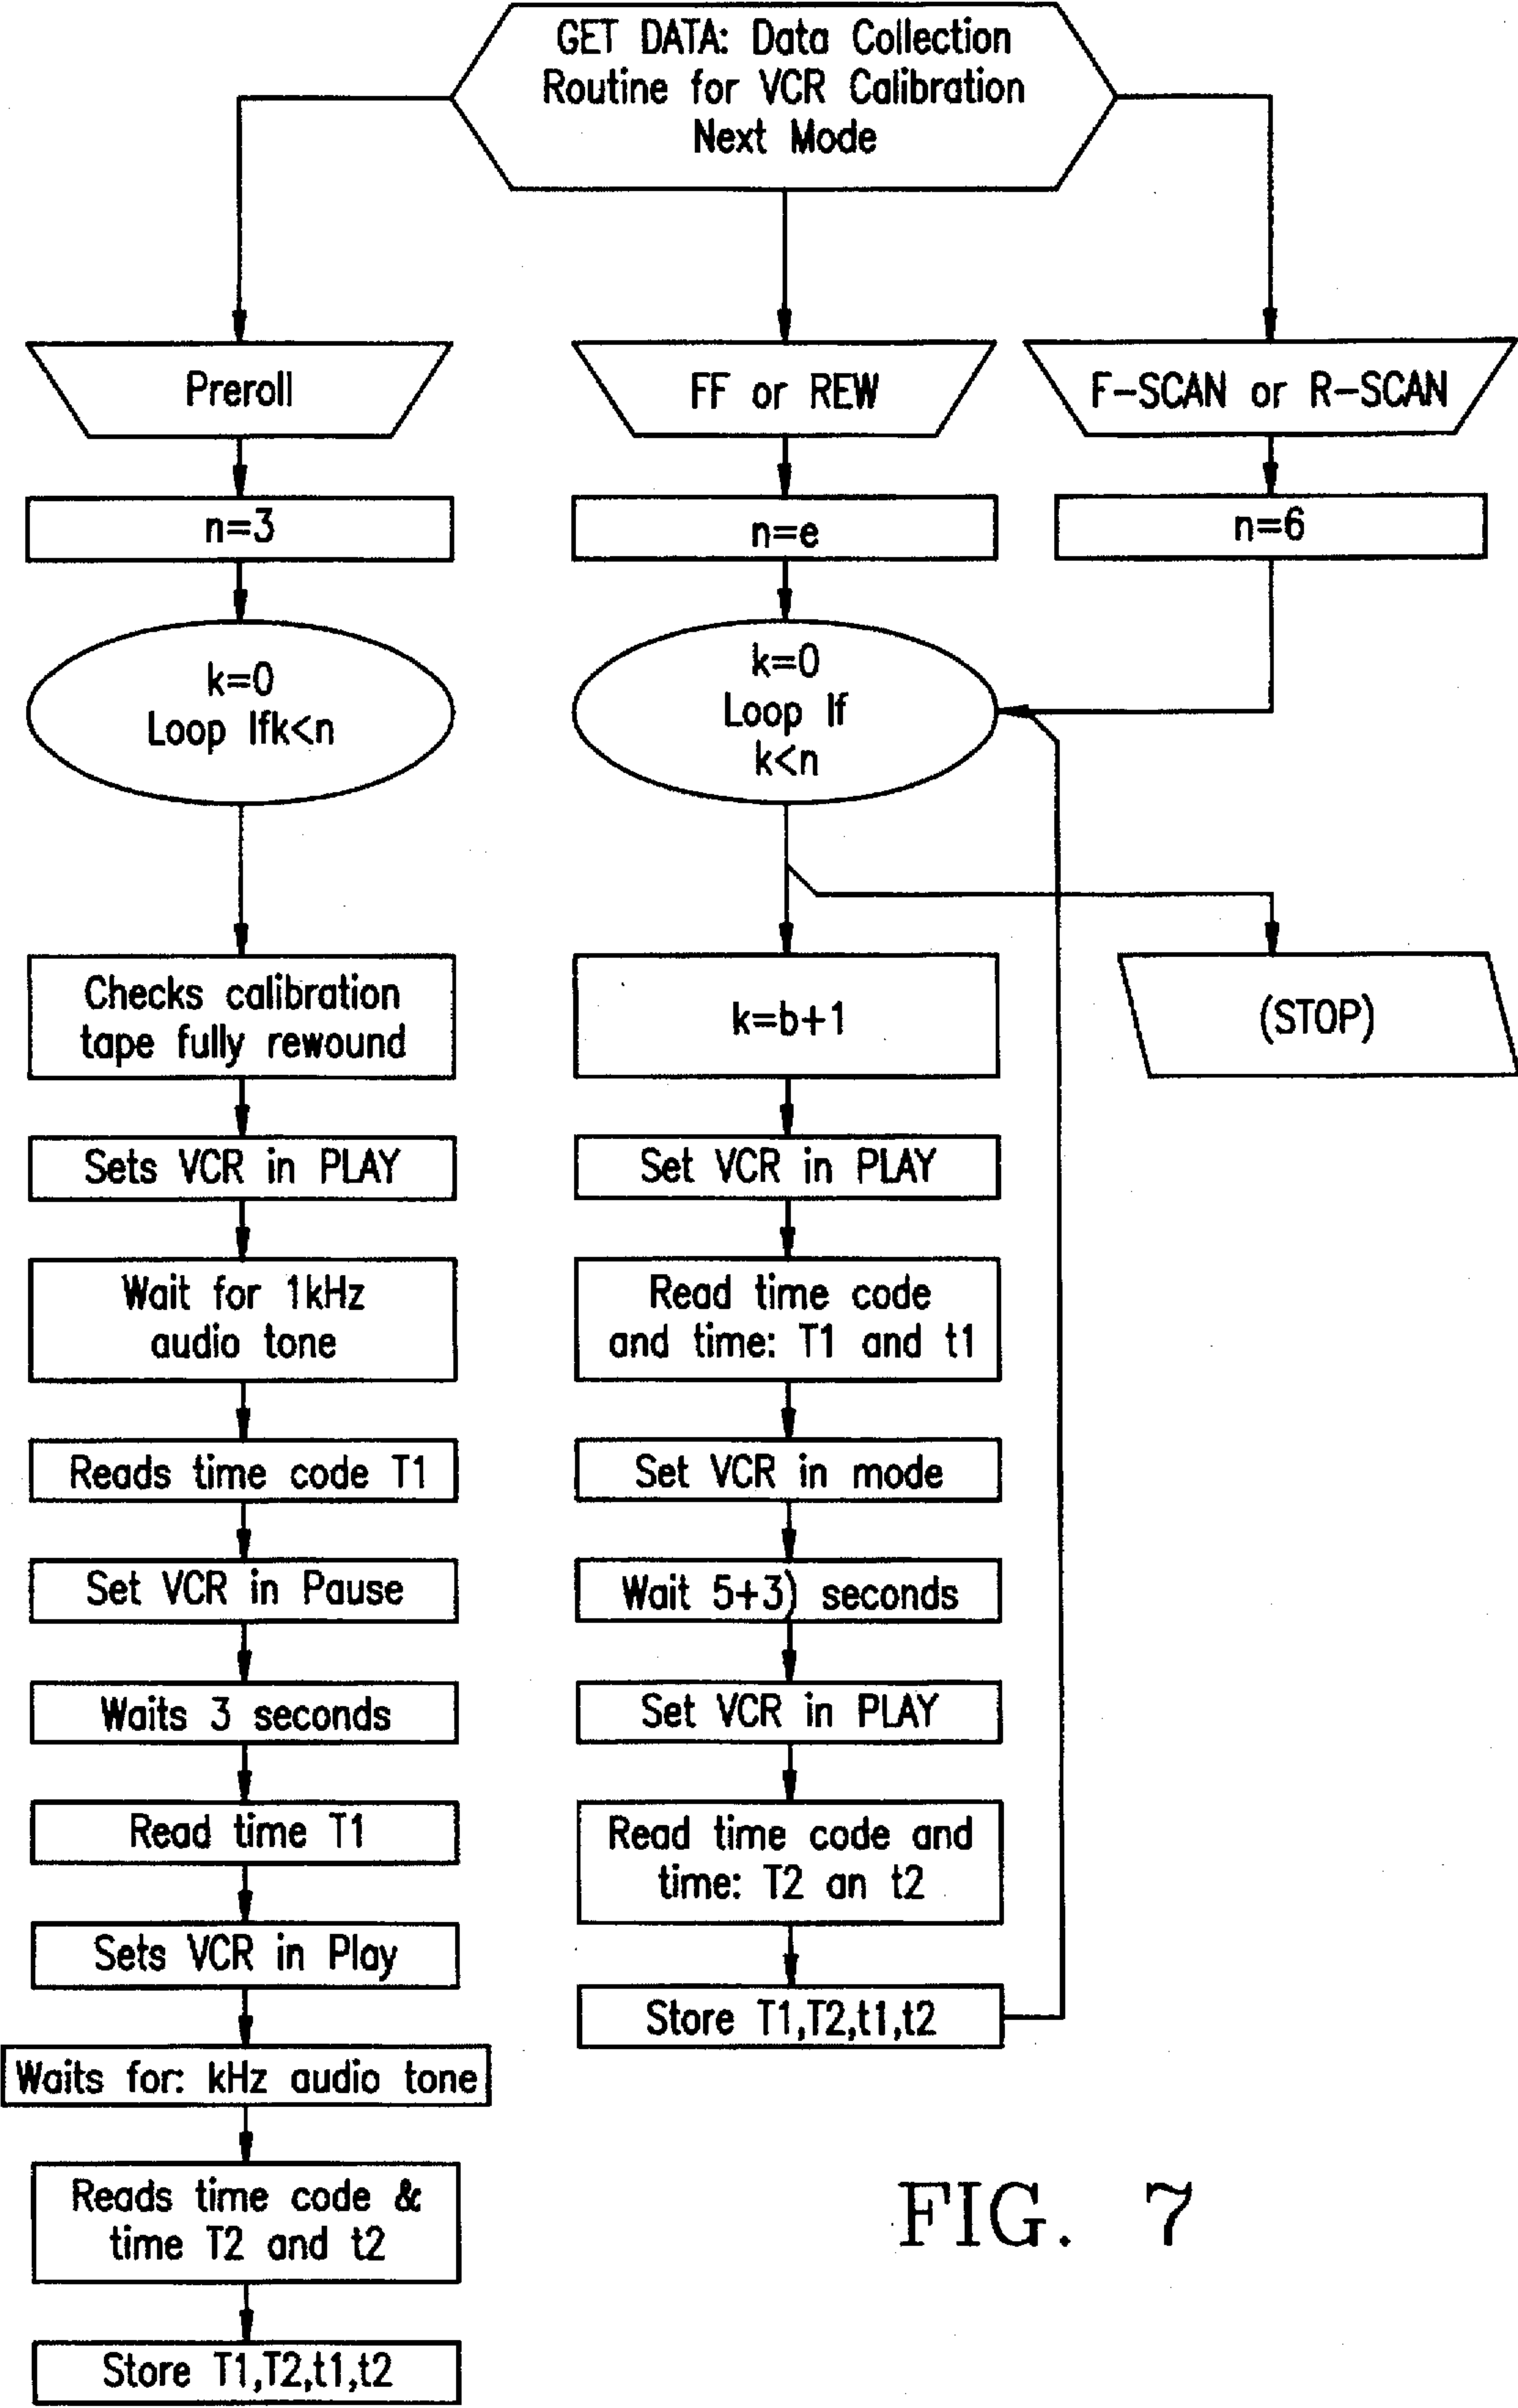 GET DATA: Data Collection
Routine for VCR Calibration
Next Mode
Preroll
n=3
k=0
Loop Ifk<n
Checks calibration
tape fully rewound
Sets VCR in PLAY
Wait for 1kHz
audio tone
Reads time code T1
Set VCR in Pause
Waits 3 seconds
Read time T1
Sets VCR in Play
Waits for: kHz audio tone
Reads time code &
time T2 and t2
Store T1,T2,t1,t2
FF or REW
n=e
k=0
Loop If
k<n
k=b+1
Set VCR in PLAY
Read time code
and time: T1 and t1
Set VCR in mode
Wait 5+3) seconds
Set VCR in PLAY
Read time code and
time: T2 an t2
Store T1,T2,t1,t2
F-SCAN or R-SCAN
n=6
(STOP)
FIG. 7